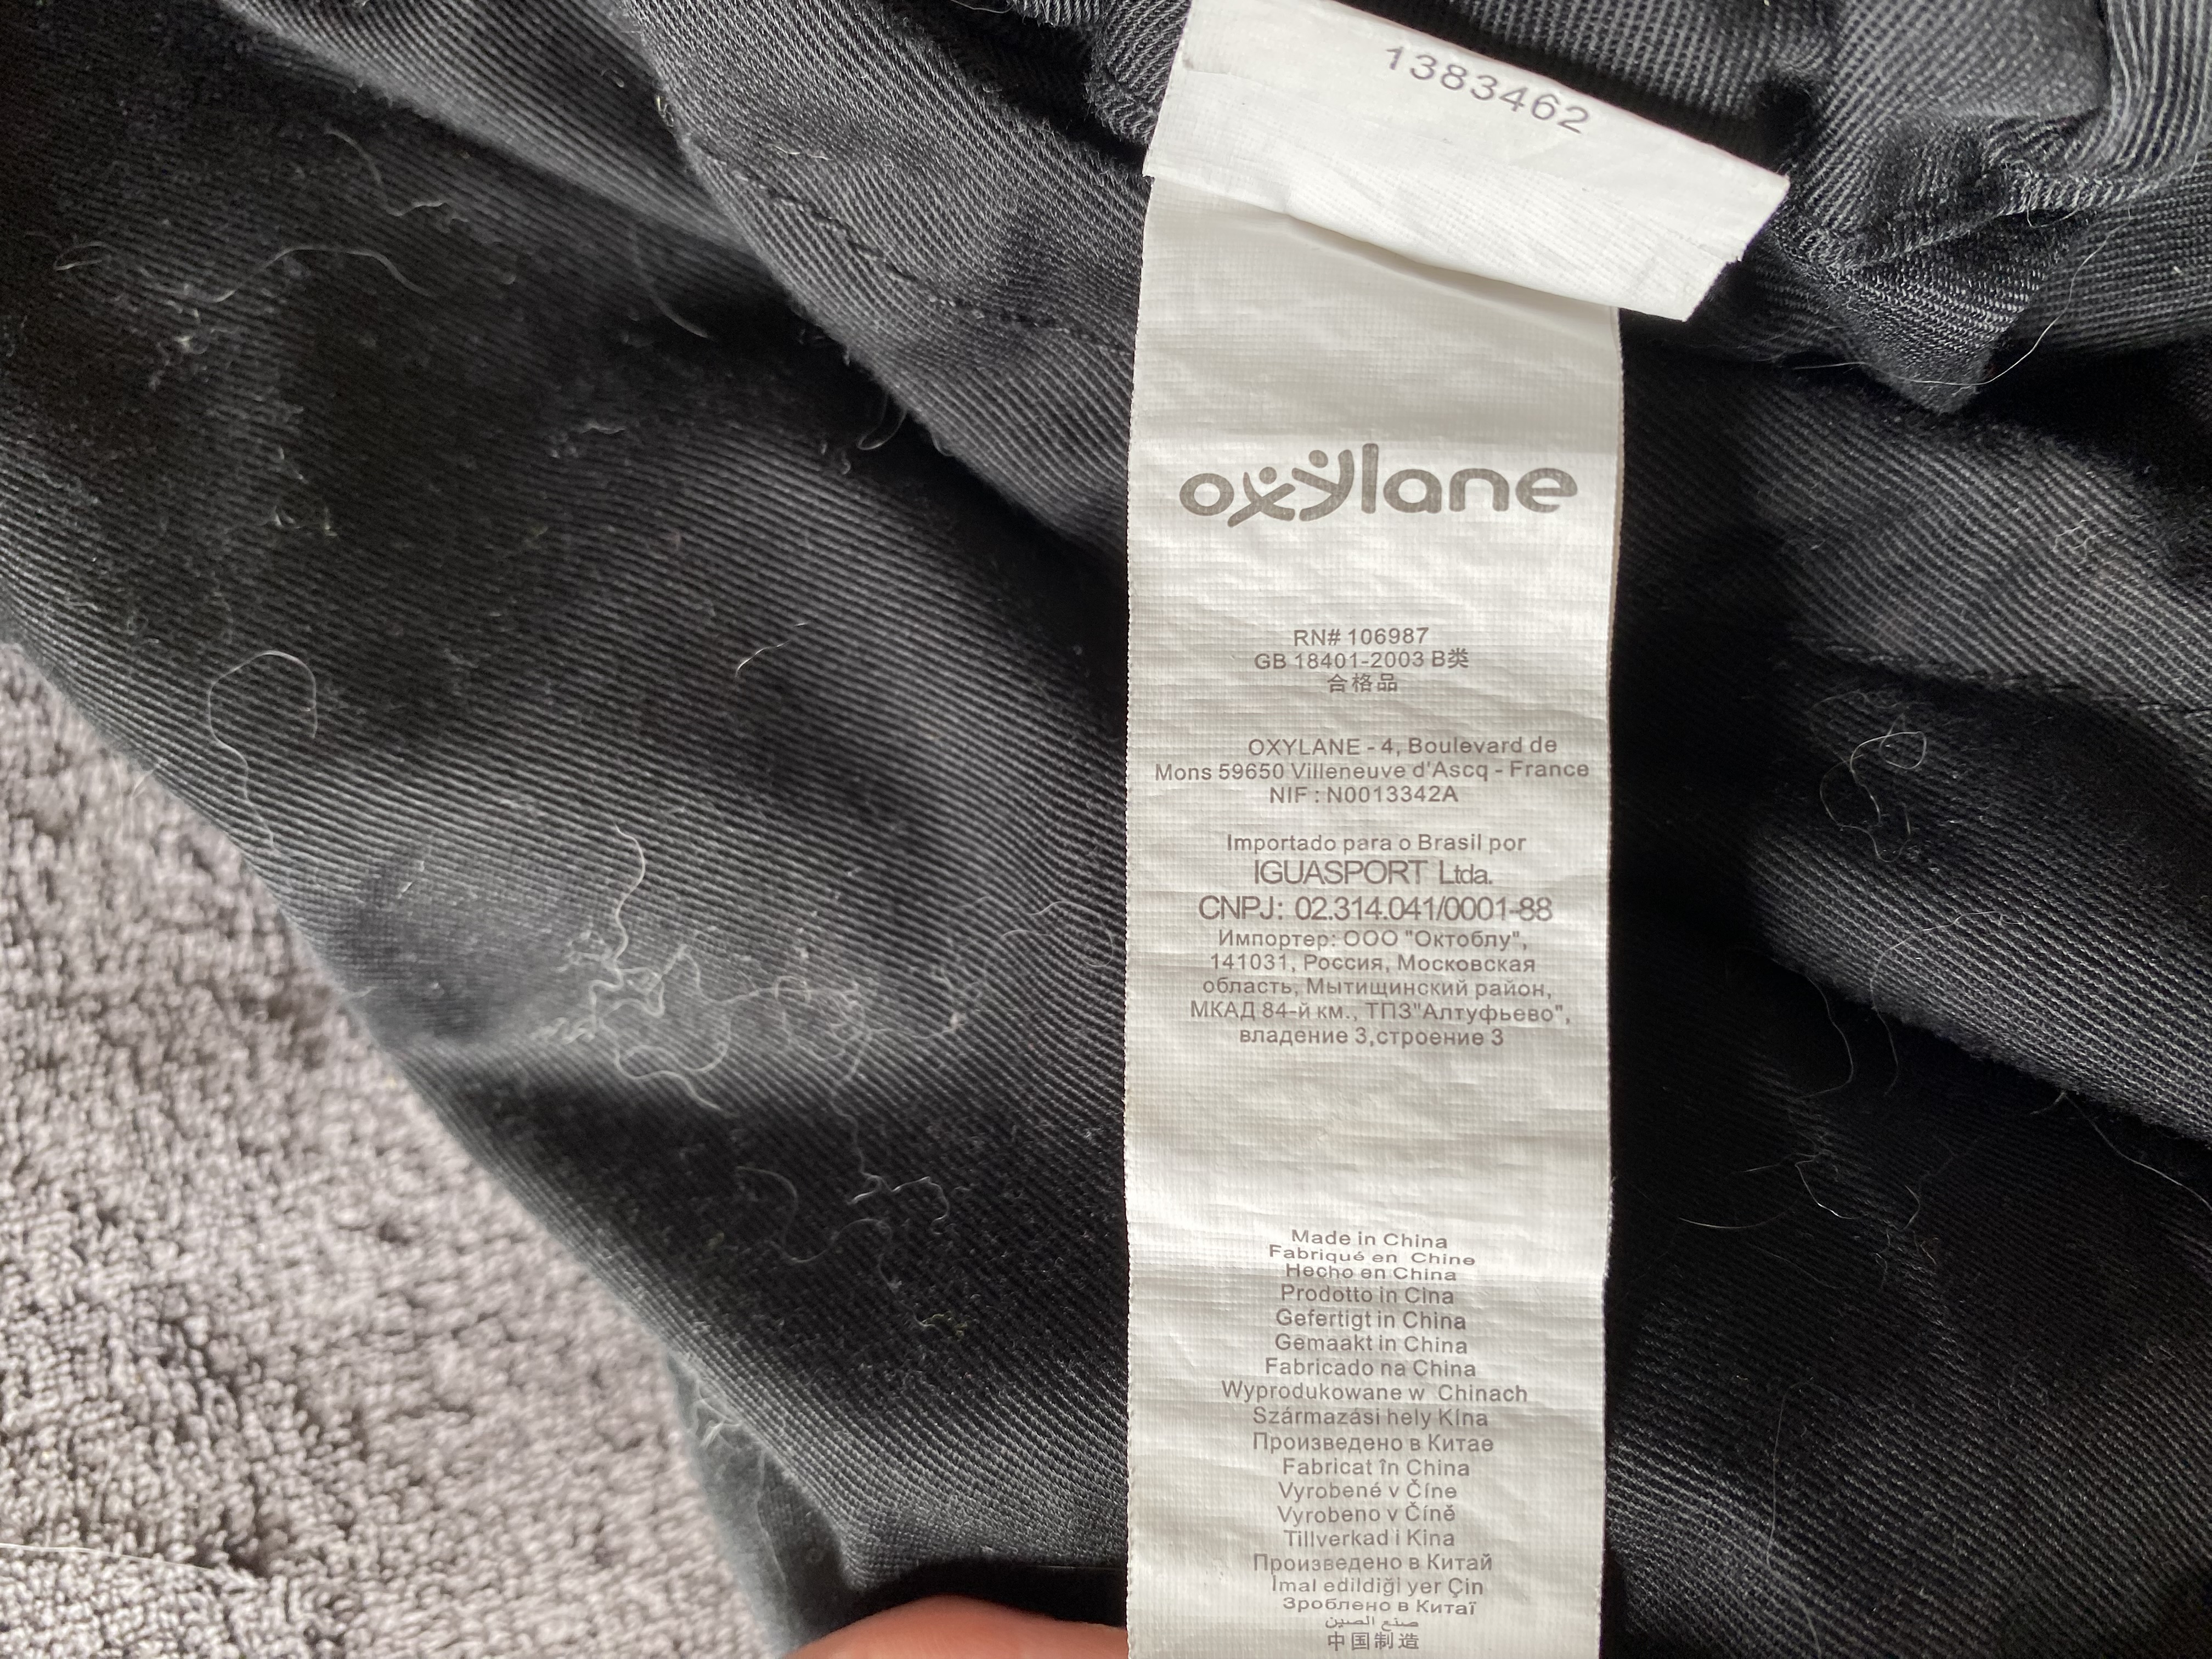 1383462
oxylane
RN# 106987
GB 18401-2003 B类
合格品
OXYLANE - 4, Boulevard de
Mons 59650 Villeneuve d'Ascq - France
NIF : N0013342A
Importado para o Brasil por
IGUASPORT Ltda.
CNPJ: 02.314.041/0001-88
Импортер: ООО "Октоблу",
141031, Россия, Московская
область, Мытищинский район,
МКАД 84-й км., ТПЗ"Алтуфьево",
владение 3,строение 3
Made in China
Fabriqué en Chine
Hecho en China
Prodotto in Cina
Gefertigt in China
Gemaakt in China
Fabricado na China
Wyprodukowane w Chinach
Származási hely Kína
Произведено в Китае
Fabricat în China
Vyrobené v Číne
Vyrobeno v Číně
Tillverkad i Kina
Произведено в Китай
İmal edildiği yer Çin
Зроблено в Китаї
صنع الصين
中国制造